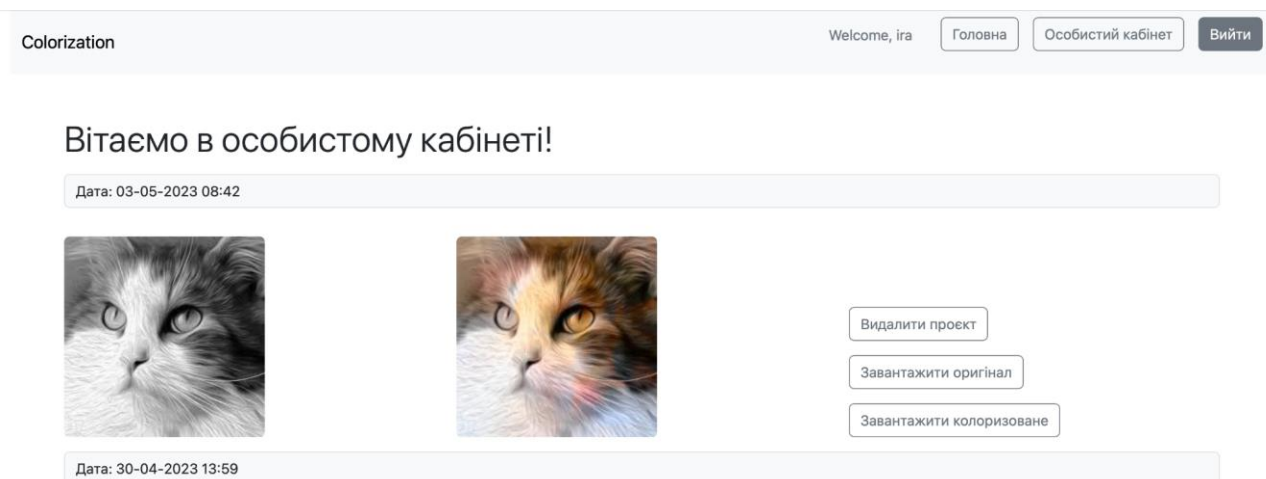 Colorization
Welcome, ira
Головна
Особистий кабінет
Вийти
Вітаємо в особистому кабінеті!
Дата: 03-05-2023 08:42
Видалити проєкт
Завантажити оригінал
Завантажити колоризоване
Дата: 30-04-2023 13:59